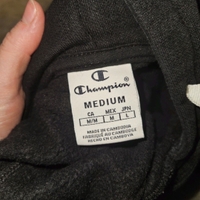 Champion
MEDIUM
CA MEX JPN
M/M M L
MADE IN CAMBODIA
FABRIQUÉ AU CAMBODGE
HECHO EN CAMBOYA